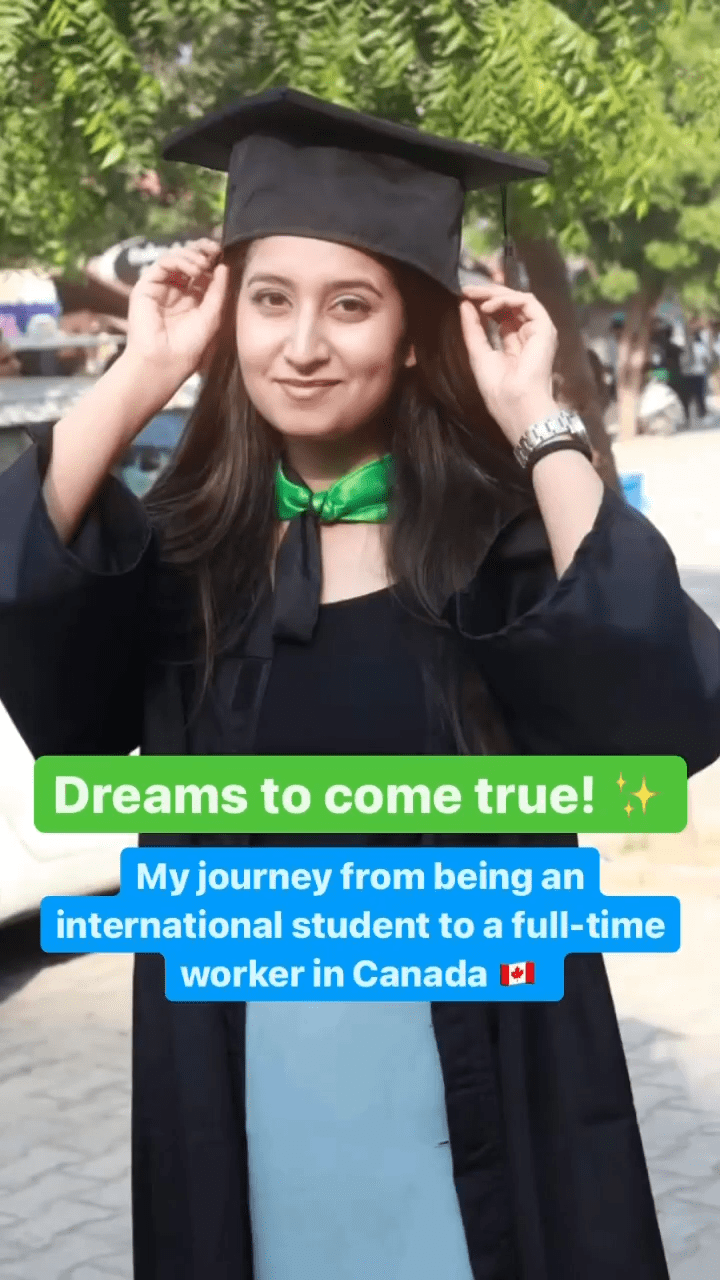 Dreams to come true! ✨
My journey from being an
international student to a full-time
worker in Canada 🇨🇦